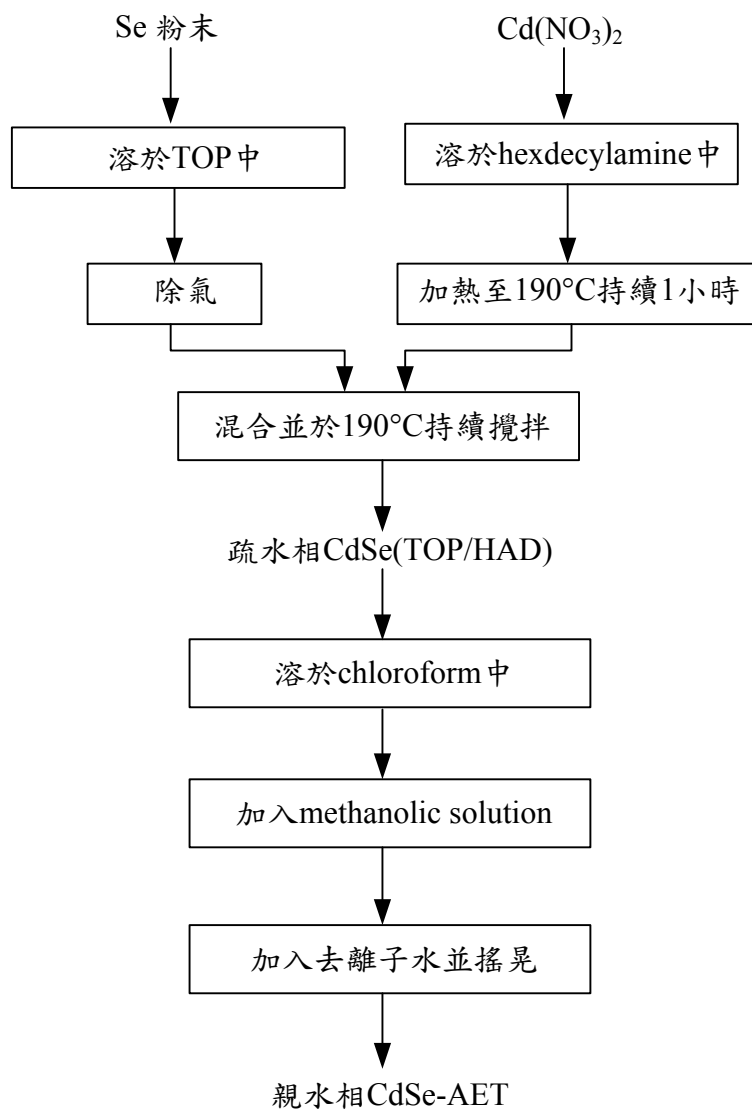 Se 粉末
Cd(NO₃)₂
溶於TOP中
溶於hexdecylamine中
除氣
加熱至190°C持續1小時
混合並於190°C持續攪拌
疏水相CdSe(TOP/HAD)
溶於chloroform中
加入methanolic solution
加入去離子水並搖晃
親水相CdSe-AET